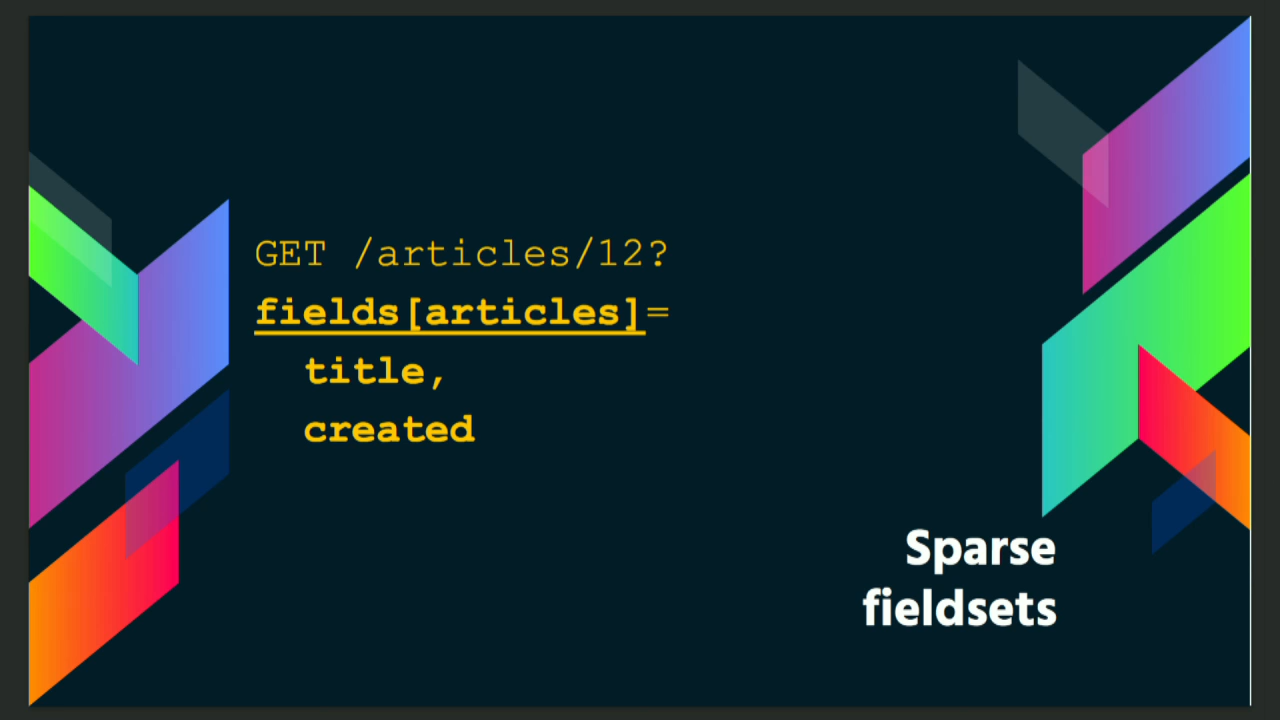 GET /articles/12?
fields[articles]=
title,
created
Sparse
fieldsets